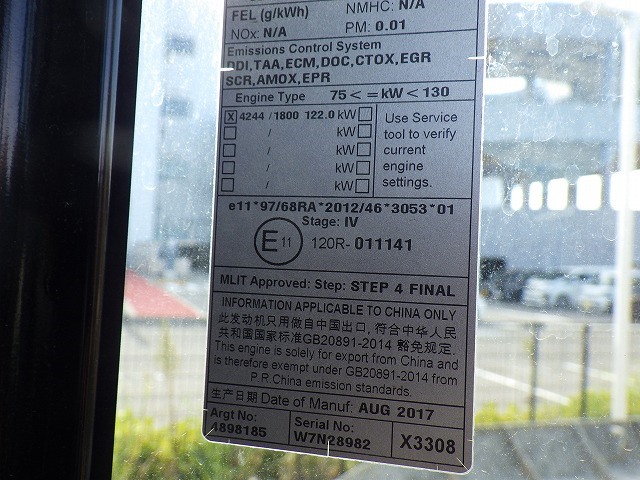 FEL (g/kWh) NMHC: N/A
NOx: N/A PM: 0.01
Emissions Control System
DDI,TAA,ECM,DOC,CTOX,EGR
SCR,AMOX,EPR
Engine Type 75 < = kW < 130
X 4244 / 1800 122.0 kW
/ kW
/ kW
/ kW
/ kW
Use Service
tool to verify
current
engine
settings.
e11*97/68RA*2012/46*3053*01
Stage: IV
E11 120R- 011141
MLIT Approved: Step: STEP 4 FINAL
INFORMATION APPLICABLE TO CHINA ONLY
此发动机只用做自中国出口, 符合中华人民
共和国国家标准GB20891-2014 豁免规定.
This engine is solely for export from China and
is therefore exempt under GB20891-2014 from
P.R.China emission standards.
生产日期 Date of Manuf: AUG 2017
Argt No:
4898185
Serial No:
W7N28982
X3308